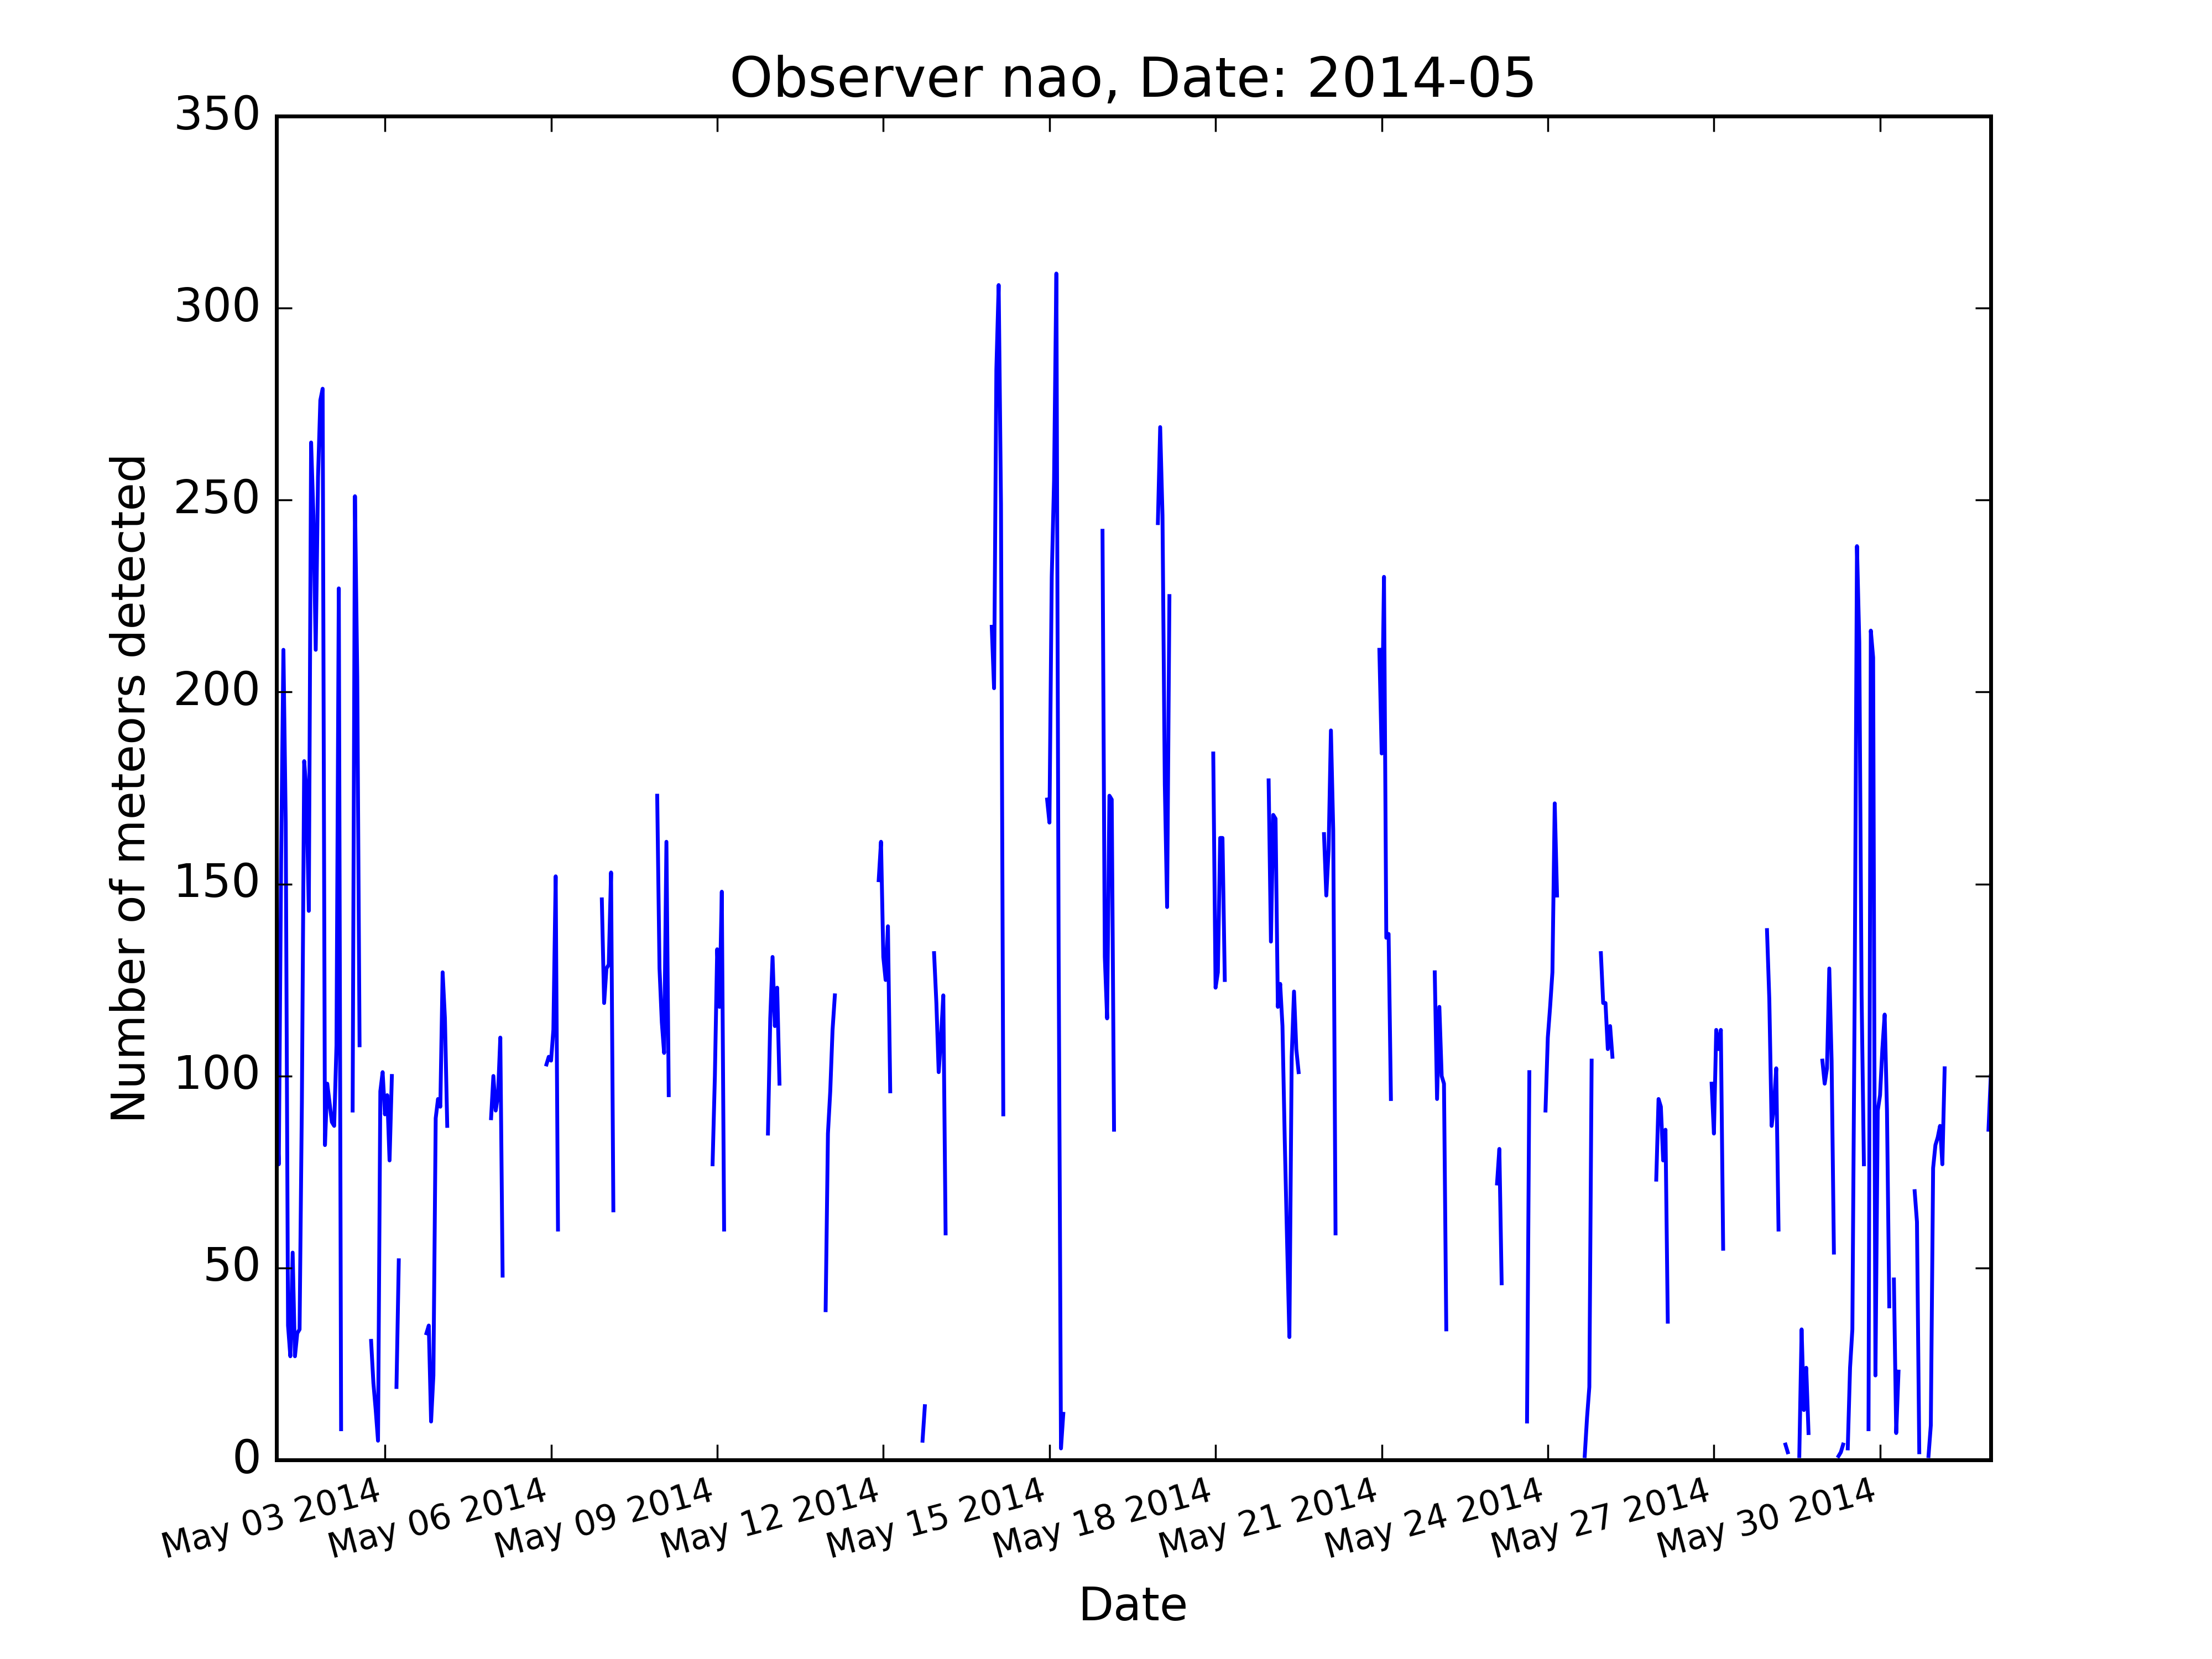 Observer nao, Date: 2014-05
350
300
250
200
150
100
50
0
Number of meteors detected
May 03 2014
May 06 2014
May 09 2014
May 12 2014
May 15 2014
May 18 2014
May 21 2014
May 24 2014
May 27 2014
May 30 2014
Date